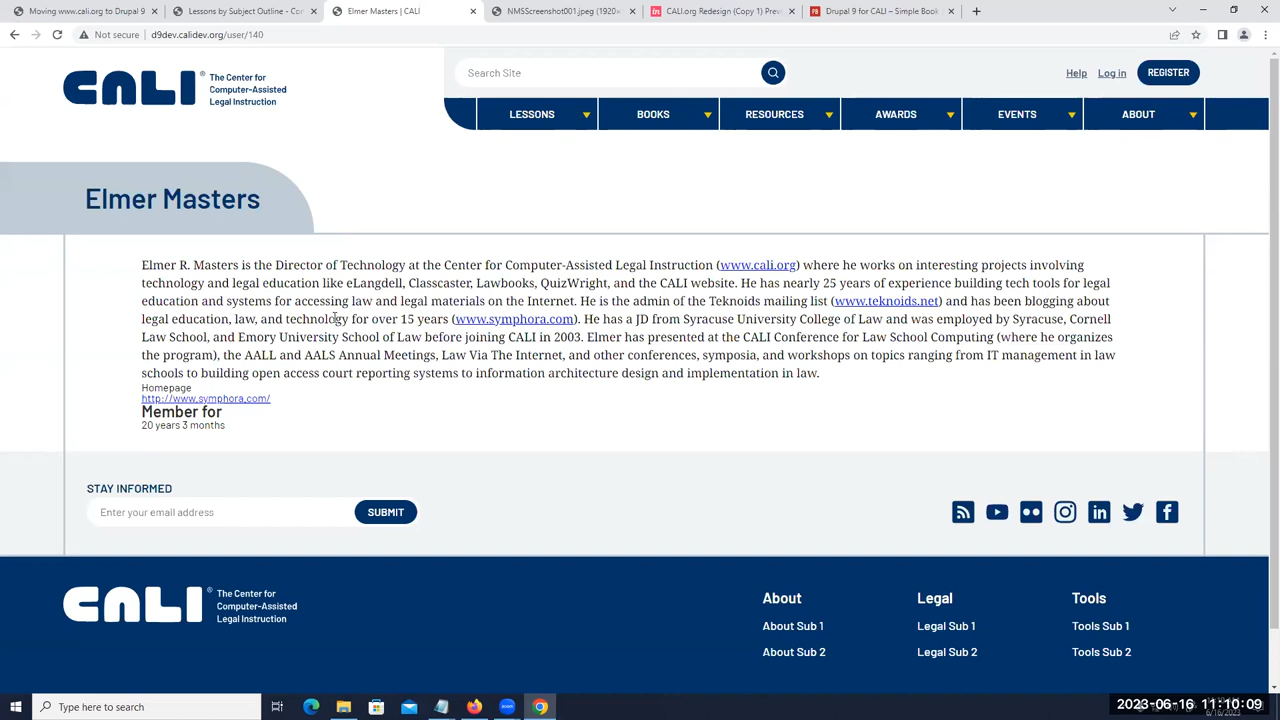 Moving www.cali.org to Drupal 9
Lessons by Subject Outline - Con
Elmer Masters | CALI
NMSScreenshot001.jpeg (1920×
CALI.org Redesign (Copy 1) Prev
Drupal 9 for CALI – Simple Book
Not secure
d9dev.calidev.org/user/140
CALI®
The Center for
Computer-Assisted
Legal Instruction
Search Site
Help
Log in
REGISTER
LESSONS
BOOKS
RESOURCES
AWARDS
EVENTS
ABOUT
Elmer Masters
Elmer R. Masters is the Director of Technology at the Center for Computer-Assisted Legal Instruction (www.cali.org) where he works on interesting projects involving
technology and legal education like eLangdell, Classcaster, Lawbooks, QuizWright, and the CALI website. He has nearly 25 years of experience building tech tools for legal
education and systems for accessing law and legal materials on the Internet. He is the admin of the Teknoids mailing list (www.teknoids.net) and has been blogging about
legal education, law, and technology for over 15 years (www.symphora.com). He has a JD from Syracuse University College of Law and was employed by Syracuse, Cornell
Law School, and Emory University School of Law before joining CALI in 2003. Elmer has presented at the CALI Conference for Law School Computing (where he organizes
the program), the AALL and AALS Annual Meetings, Law Via The Internet, and other conferences, symposia, and workshops on topics ranging from IT management in law
schools to building open access court reporting systems to information architecture design and implementation in law.
Homepage
http://www.symphora.com/
Member for
20 years 3 months
STAY INFORMED
Enter your email address
SUBMIT
CALI®
The Center for
Computer-Assisted
Legal Instruction
About
About Sub 1
About Sub 2
Legal
Legal Sub 1
Legal Sub 2
Tools
Tools Sub 1
Tools Sub 2
Type here to search
2023-06-16 11:10:09